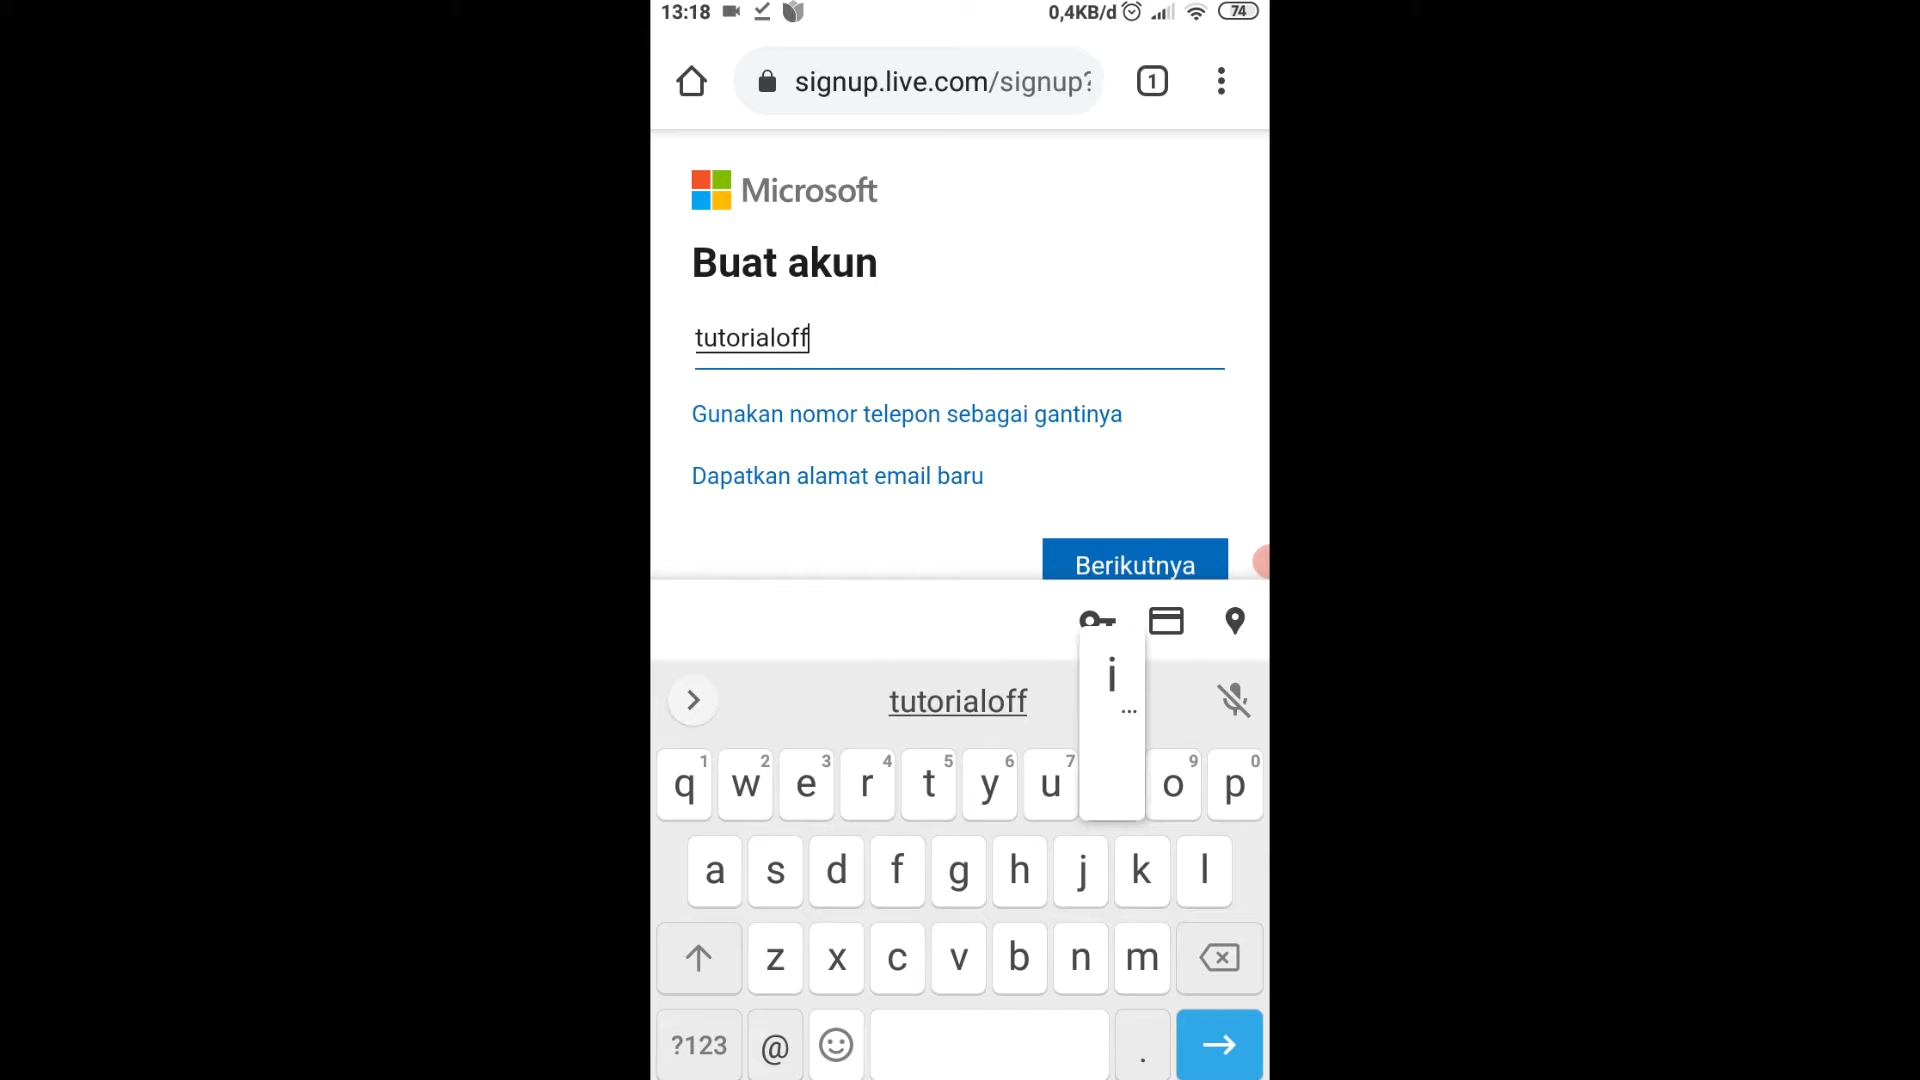 13:18 0,4KB/d 74
signup.live.com/signup? 1
Microsoft
Buat akun
tutorialoff
Gunakan nomor telepon sebagai gantinya
Dapatkan alamat email baru
Berikutnya
tutorialoff i ...
q 1 w 2 e 3 r 4 t 5 y 6 u 7 o 9 p 0
a s d f g h j k l
z x c v b n m
?123 @ .